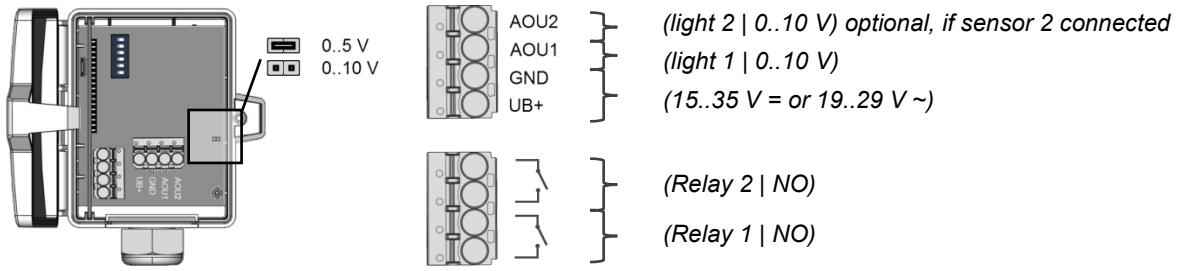 0..5 V
0..10 V
UB+
GND
AOU1
AOU2
AOU2 (light 2 | 0..10 V) optional, if sensor 2 connected
AOU1 (light 1 | 0..10 V)
GND
UB+ (15..35 V = or 19..29 V ~)
(Relay 2 | NO)
(Relay 1 | NO)